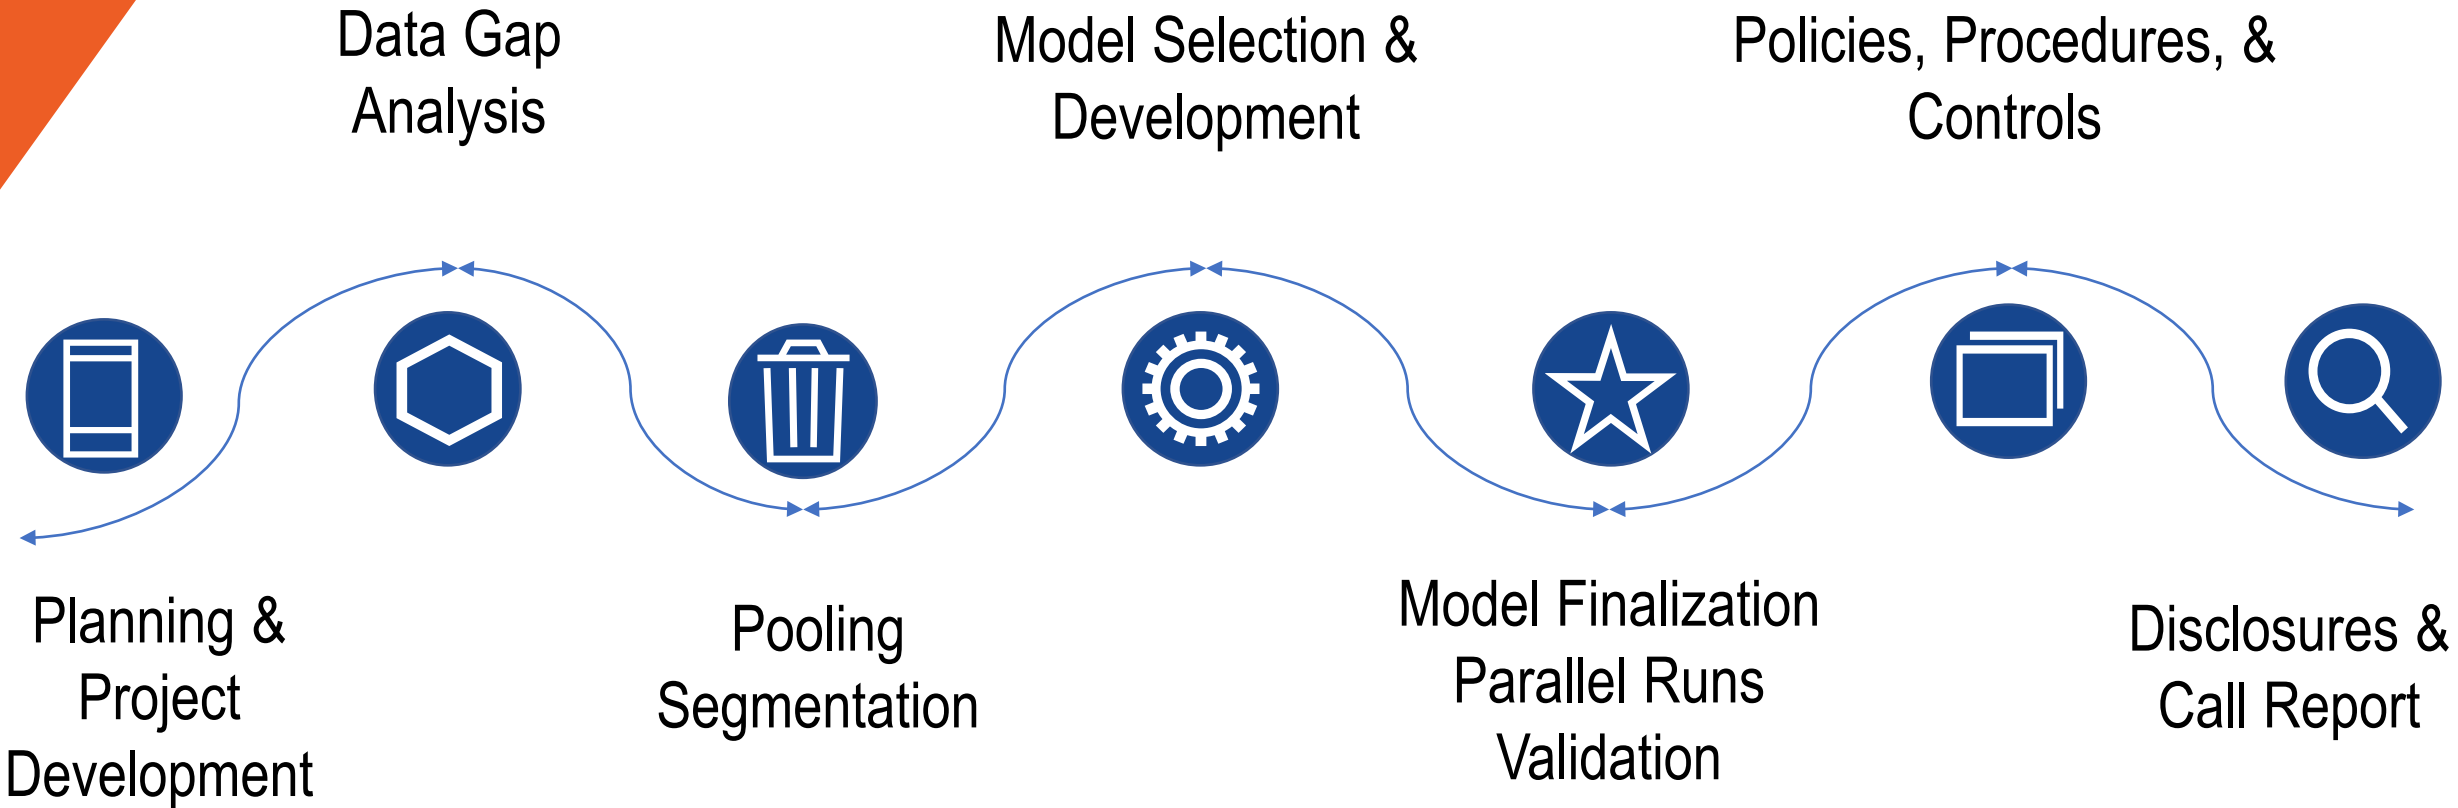 Data Gap
Analysis
Model Selection &
Development
Policies, Procedures, &
Controls
Planning &
Project
Development
Pooling
Segmentation
Model Finalization
Parallel Runs
Validation
Disclosures &
Call Report